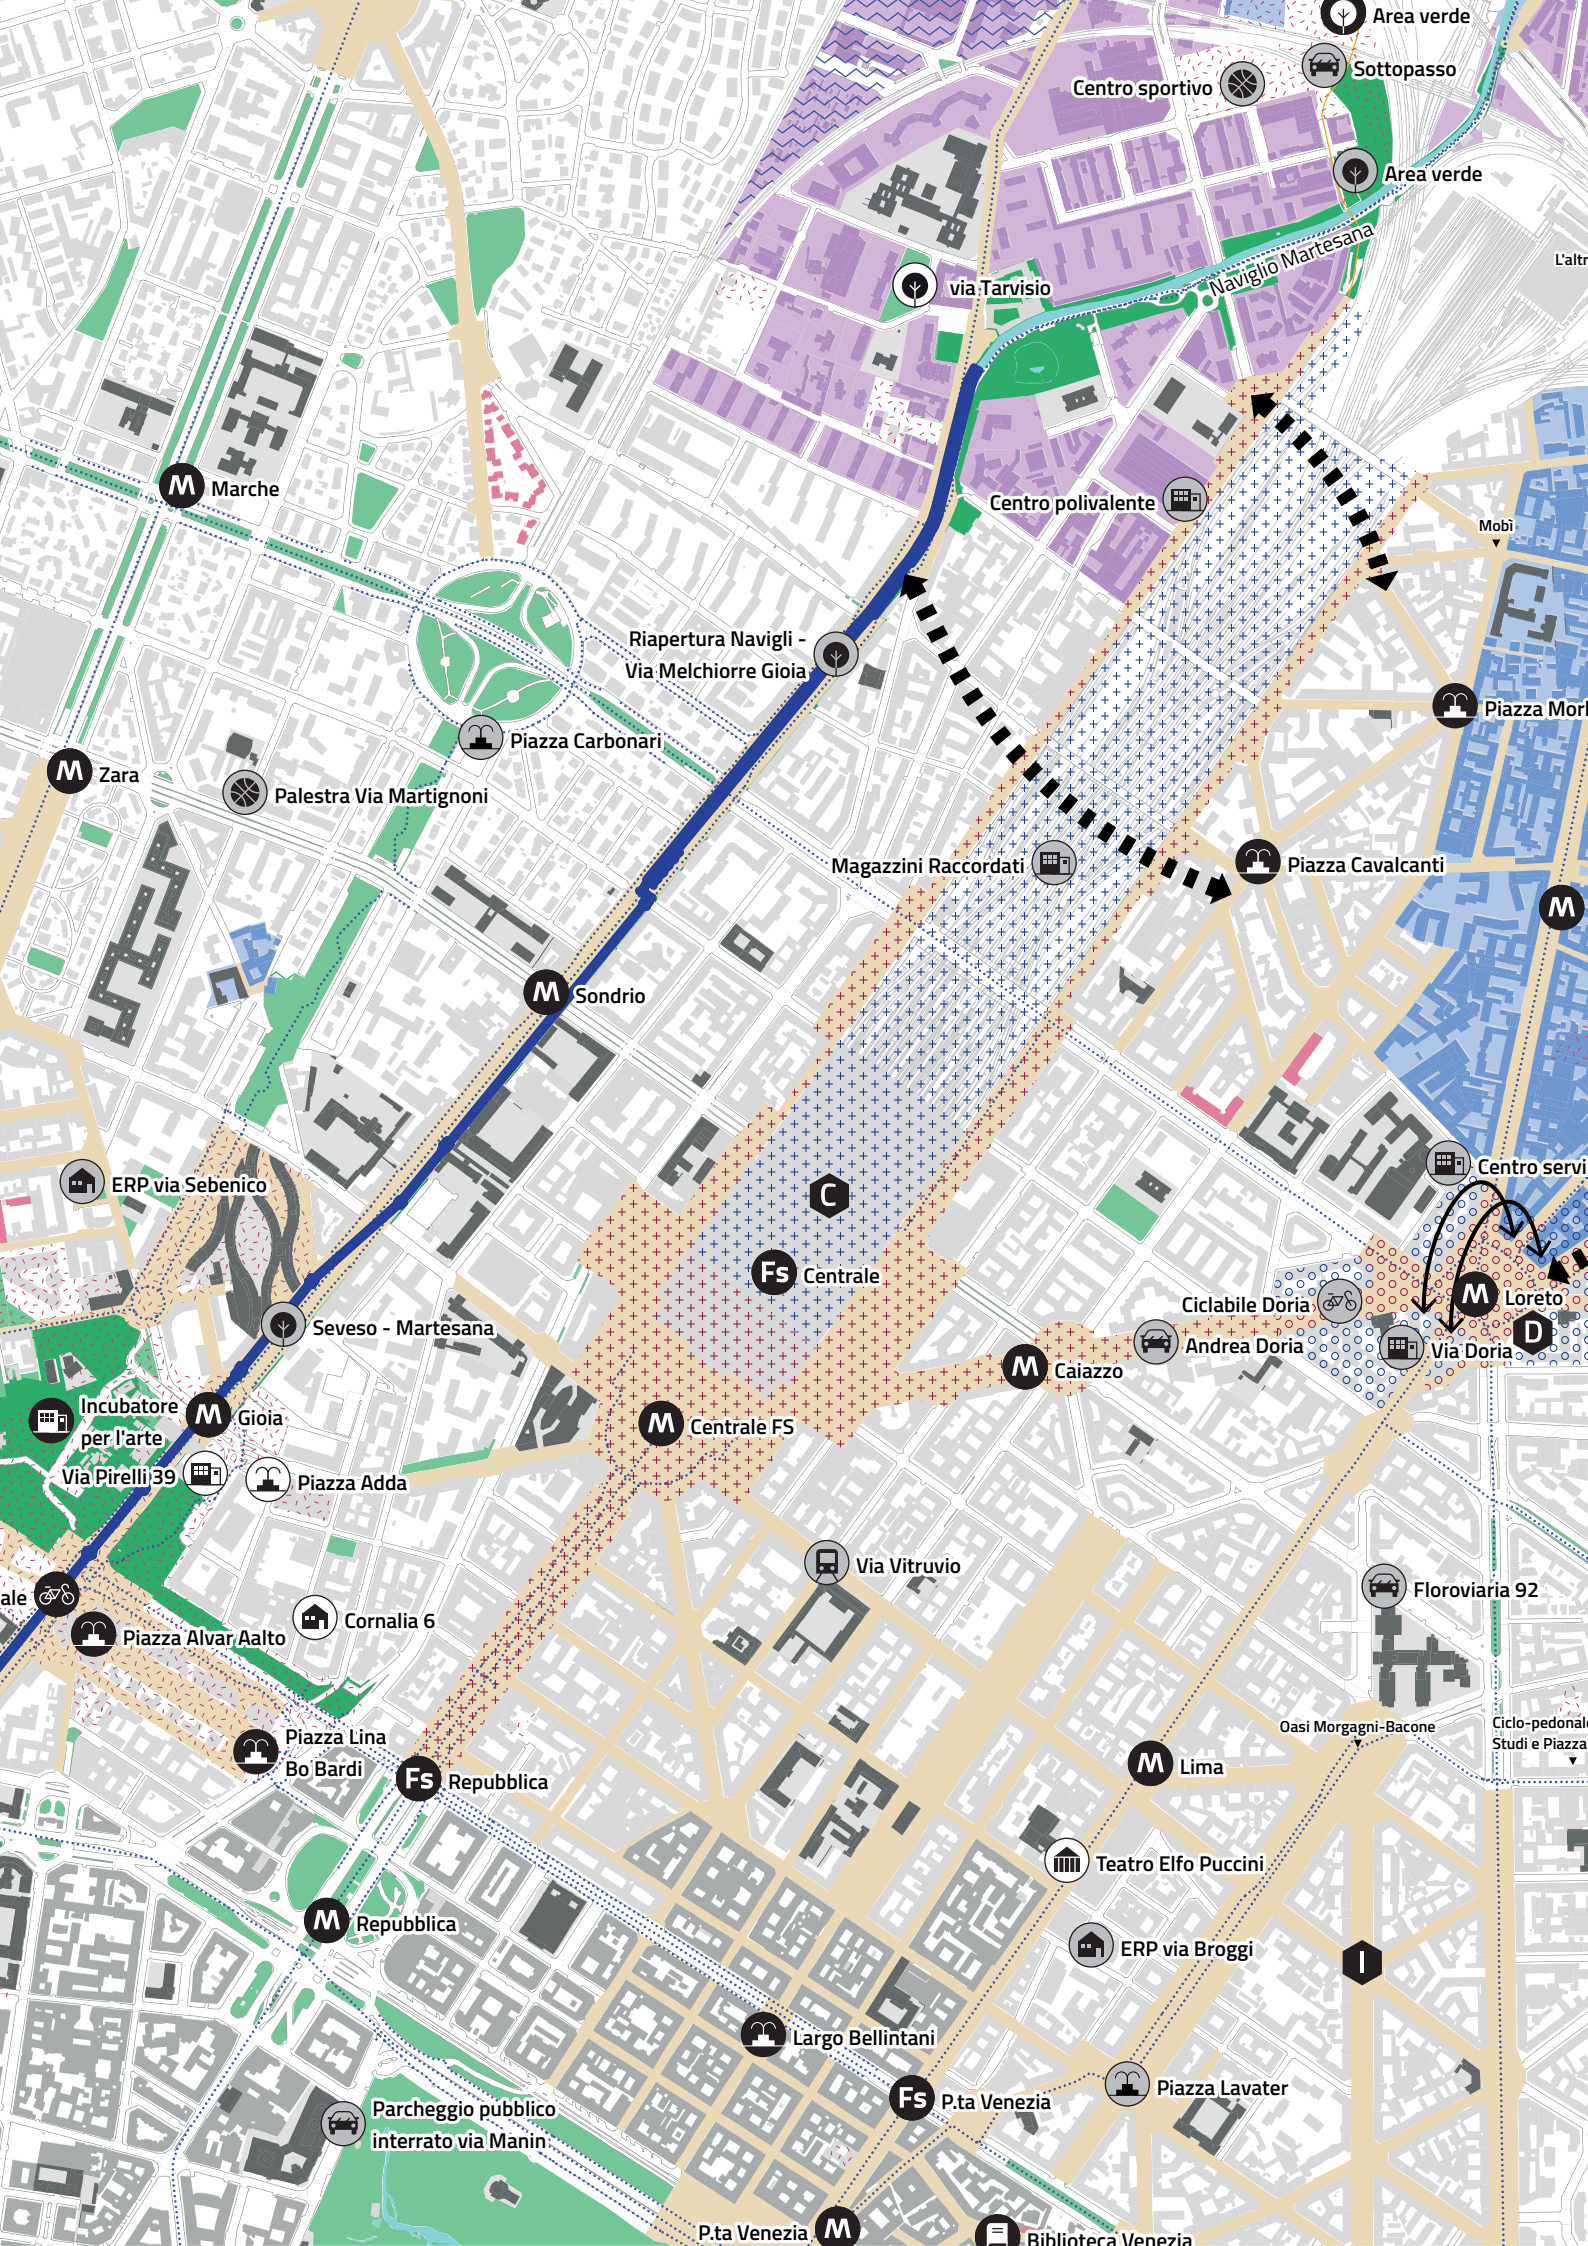 Area verde
Sottopasso
Centro sportivo
Area verde
Naviglio Martesana
L'altr
via Tarvisio
M Marche
Centro polivalente
Mobì
Riapertura Navigli -
Via Melchiorre Gioia
Piazza Carbonari
Piazza Morb
M Zara
Palestra Via Martignoni
Magazzini Raccordati
Piazza Cavalcanti
M
M Sondrio
ERP via Sebenico
C
Centro servi
Fs Centrale
Ciclabile Doria
M Loreto
D
Seveso - Martesana
Andrea Doria
Via Doria
M Caiazzo
Incubatore
per l'arte
M Gioia
M Centrale FS
Via Pirelli 39
Piazza Adda
Via Vitruvio
ale
Floroviaria 92
Cornalia 6
Piazza Alvar Aalto
Piazza Lina
Bo Bardi
Oasi Morgagni-Bacone
Ciclo-pedonale
Studi e Piazza
Fs Repubblica
M Lima
Teatro Elfo Puccini
M Repubblica
ERP via Broggi
I
Largo Bellintani
Fs P.ta Venezia
Piazza Lavater
Parcheggio pubblico
interrato via Manin
P.ta Venezia M
Biblioteca Venezia